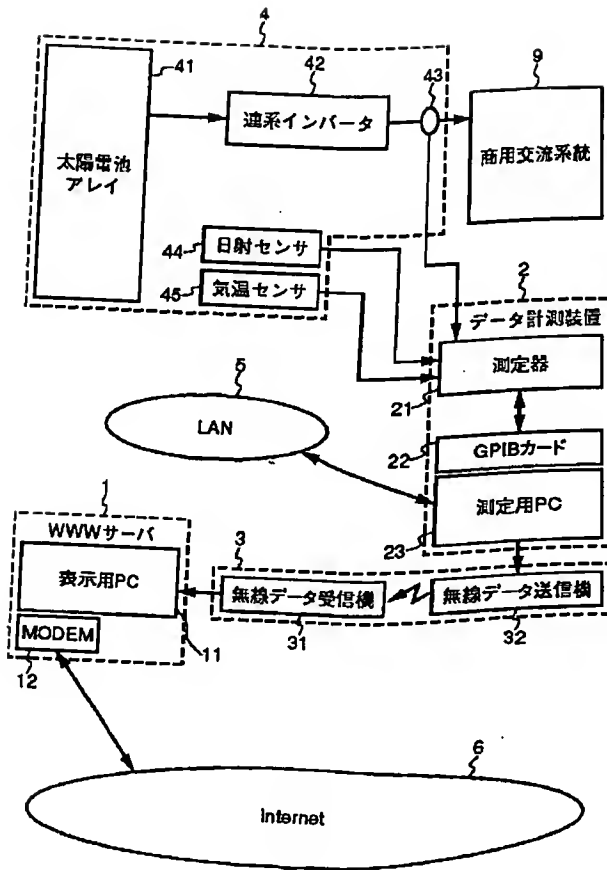 4
41
42
43
9
太陽電池
アレイ
連系インバータ
商用交流系統
44
日射センサ
45
気温センサ
2
データ計測装置
測定器
21
5
LAN
22
GPIBカード
測定用PC
23
1
WWWサーバ
表示用PC
11
MODEM
12
3
無線データ受信機
31
無線データ送信機
32
6
Internet